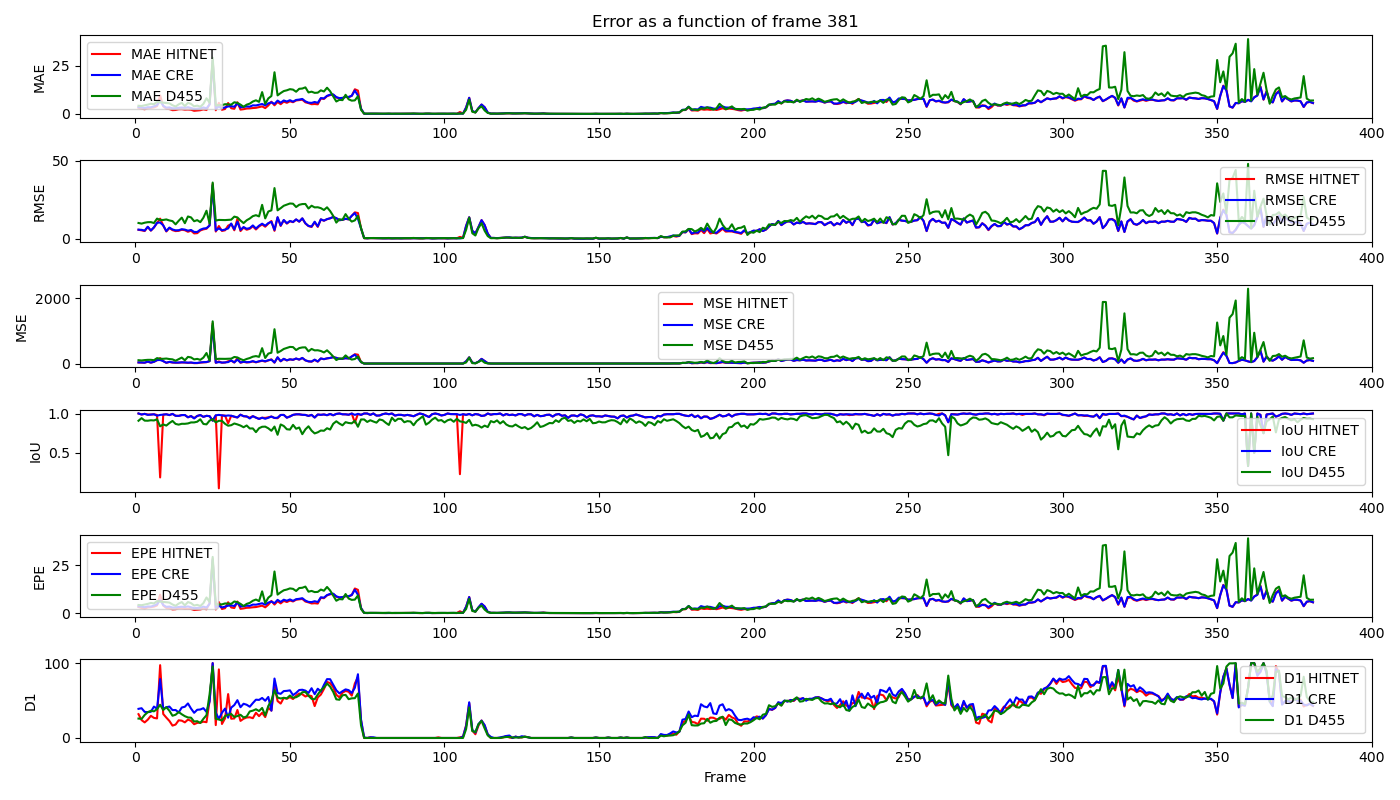 Error as a function of frame 381
MAE
25
0
MAE HITNET
MAE CRE
MAE D455
0 50 100 150 200 250 300 350 400
RMSE
50
0
RMSE HITNET
RMSE CRE
RMSE D455
0 50 100 150 200 250 300 350 400
MSE
2000
0
MSE HITNET
MSE CRE
MSE D455
0 50 100 150 200 250 300 350 400
IoU
1.0
0.5
IoU HITNET
IoU CRE
IoU D455
0 50 100 150 200 250 300 350 400
EPE
25
0
EPE HITNET
EPE CRE
EPE D455
0 50 100 150 200 250 300 350 400
D1
100
0
D1 HITNET
D1 CRE
D1 D455
0 50 100 150 200 250 300 350 400
Frame